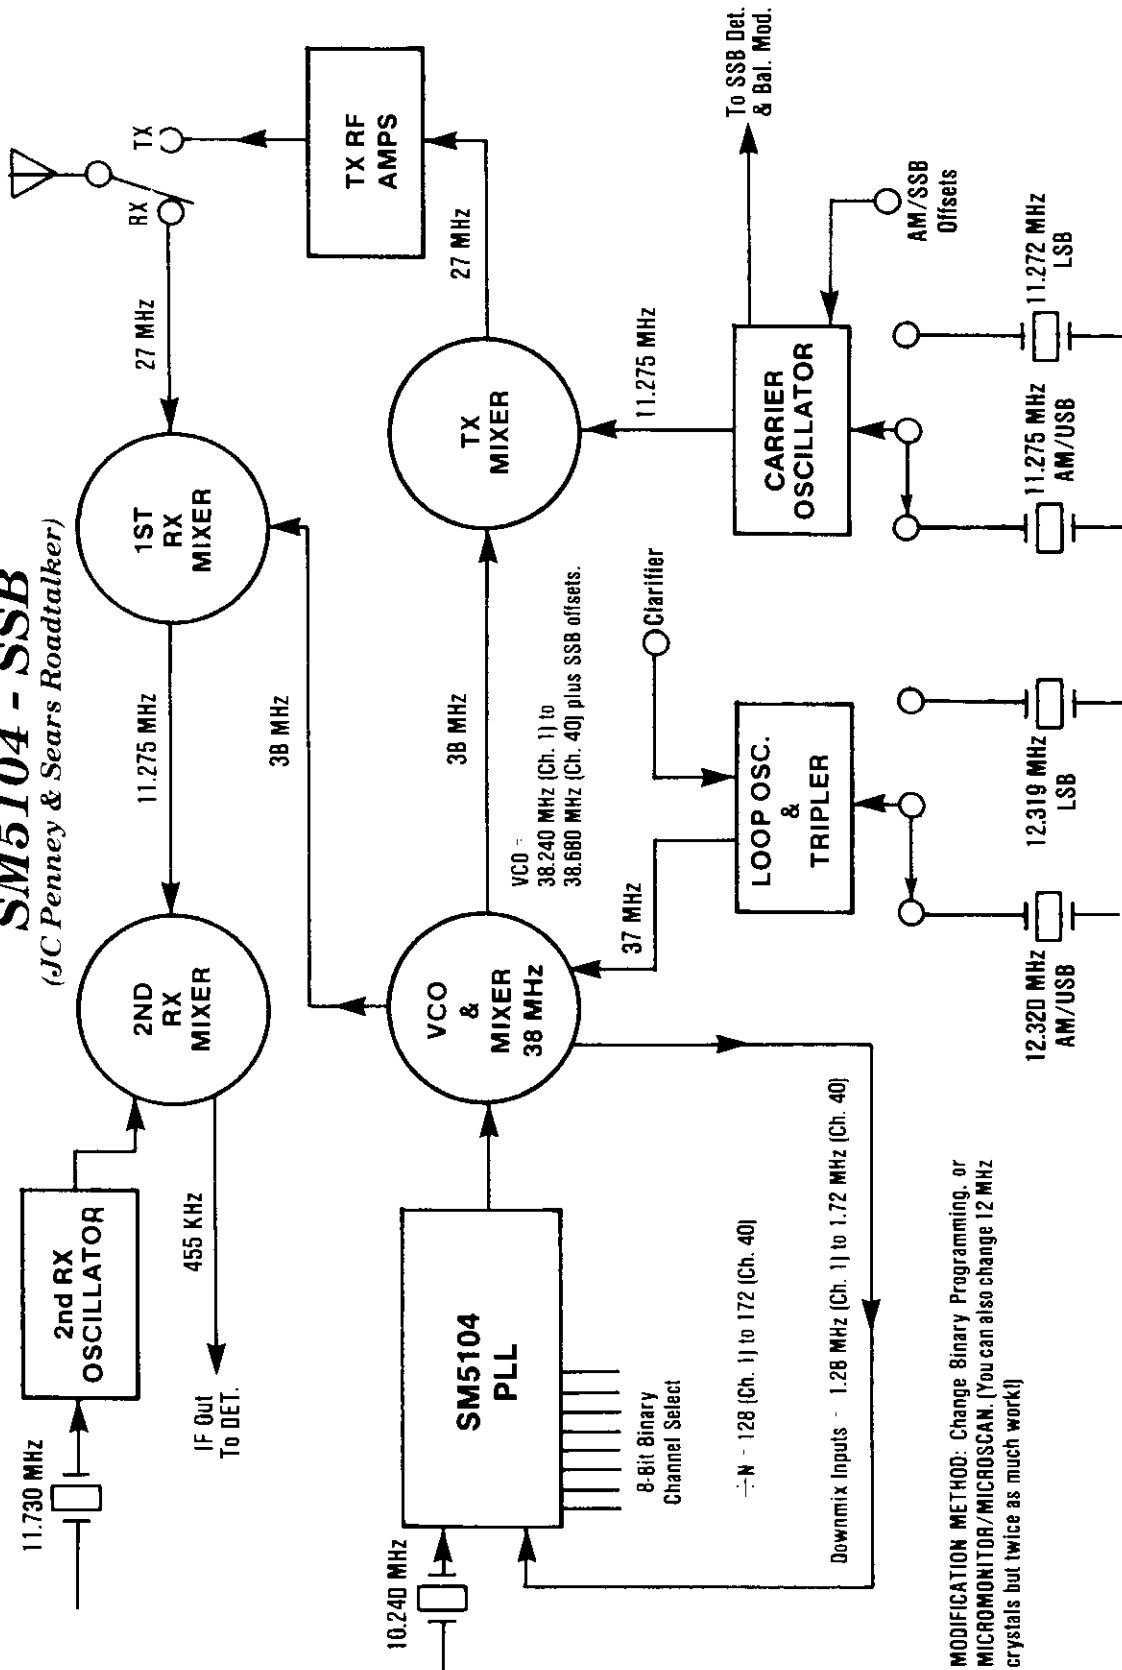 SM5104 - SSB
(JC Penney & Sears Roadtalker)
11.730 MHz
2nd RX
OSCILLATOR
IF Out
To DET.
455 KHz
2ND
RX
MIXER
11.275 MHz
1ST
RX
MIXER
27 MHz
RX
TX
TX RF
AMPS
27 MHz
38 MHz
10.240 MHz
SM5104
PLL
8-Bit Binary
Channel Select
VCO
&
MIXER
38 MHz
38 MHz
TX
MIXER
VCO =
38.240 MHz (Ch. 1) to
38.680 MHz (Ch. 40) plus SSB offsets.
÷N - 128 (Ch. 1) to 172 (Ch. 40)
Downmix Inputs - 1.28 MHz (Ch. 1) to 1.72 MHz (Ch. 40)
37 MHz
Clarifier
11.275 MHz
To SSB Det.
& Bal. Mod.
LOOP OSC.
&
TRIPLER
CARRIER
OSCILLATOR
AM/SSB
Offsets
12.320 MHz
AM/USB
12.319 MHz
LSB
11.275 MHz
AM/USB
11.272 MHz
LSB
MODIFICATION METHOD: Change Binary Programming, or
MICROMONITOR/MICROSCAN. (You can also change 12 MHz
crystals but twice as much work!)